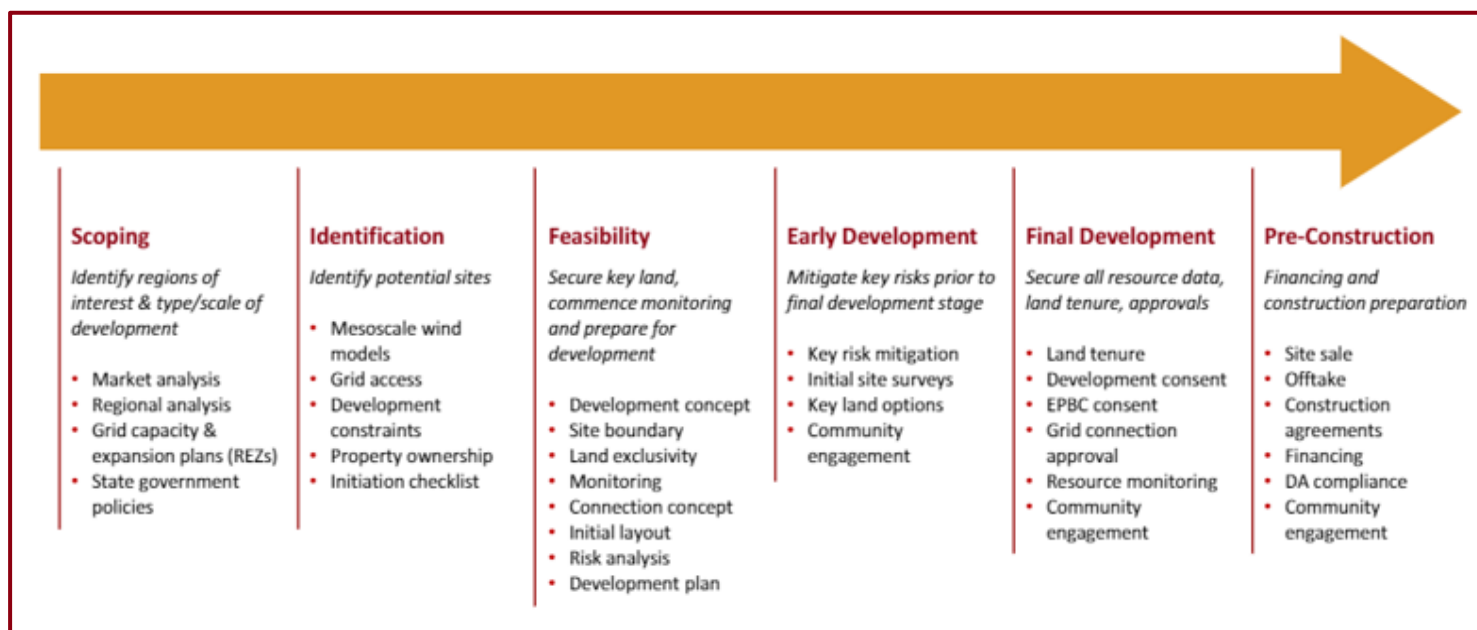 Scoping
Identify regions of
interest & type/scale of
development
• Market analysis
• Regional analysis
• Grid capacity &
expansion plans (REZs)
• State government
policies
Identification
Identify potential sites
• Mesoscale wind
models
• Grid access
• Development
constraints
• Property ownership
• Initiation checklist
Feasibility
Secure key land,
commence monitoring
and prepare for
development
• Development concept
• Site boundary
• Land exclusivity
• Monitoring
• Connection concept
• Initial layout
• Risk analysis
• Development plan
Early Development
Mitigate key risks prior to
final development stage
• Key risk mitigation
• Initial site surveys
• Key land options
• Community
engagement
Final Development
Secure all resource data,
land tenure, approvals
• Land tenure
• Development consent
• EPBC consent
• Grid connection
approval
• Resource monitoring
• Community
engagement
Pre-Construction
Financing and
construction preparation
• Site sale
• Offtake
• Construction
agreements
• Financing
• DA compliance
• Community
engagement